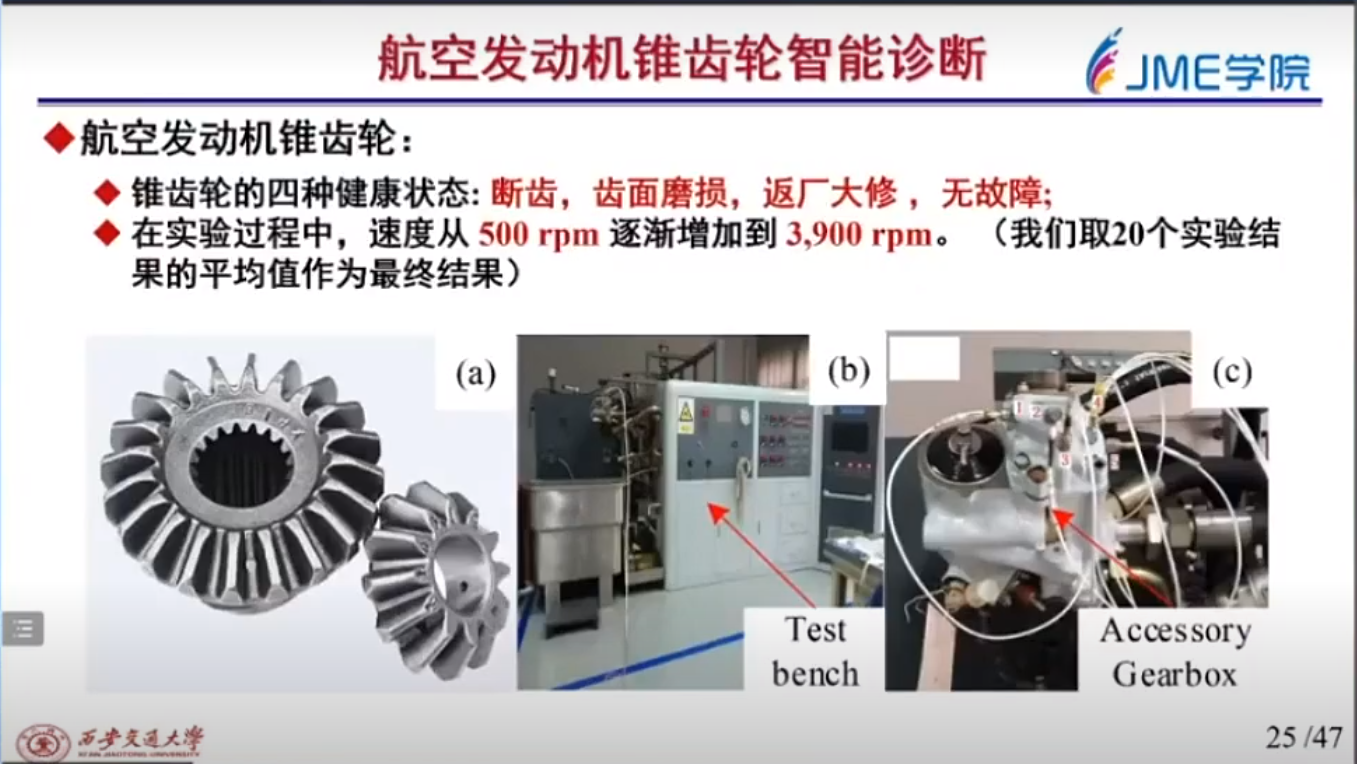 航空发动机锥齿轮智能诊断
JME学院
航空发动机锥齿轮：
锥齿轮的四种健康状态: 断齿，齿面磨损，返厂大修，无故障;
在实验过程中，速度从 500 rpm 逐渐增加到 3,900 rpm。 （我们取20个实验结
果的平均值作为最终结果）
(a)
(b)
(c)
1
2
4
3
Test
bench
Accessory
Gearbox
西安交通大学
XI'AN JIAOTONG UNIVERSITY
25 /47